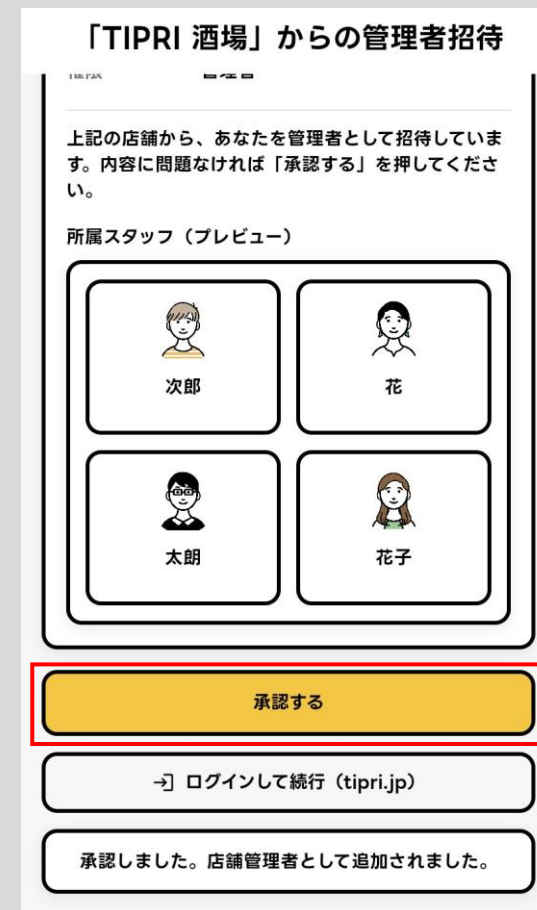 「TIPRI 酒場」からの管理者招待
上記の店舗から、あなたを管理者として招待していま
す。内容に問題なければ「承認する」を押してくださ
い。
所属スタッフ（プレビュー）
次郎
花
太朗
花子
承認する
ログインして続行（tipri.jp）
承認しました。店舗管理者として追加されました。